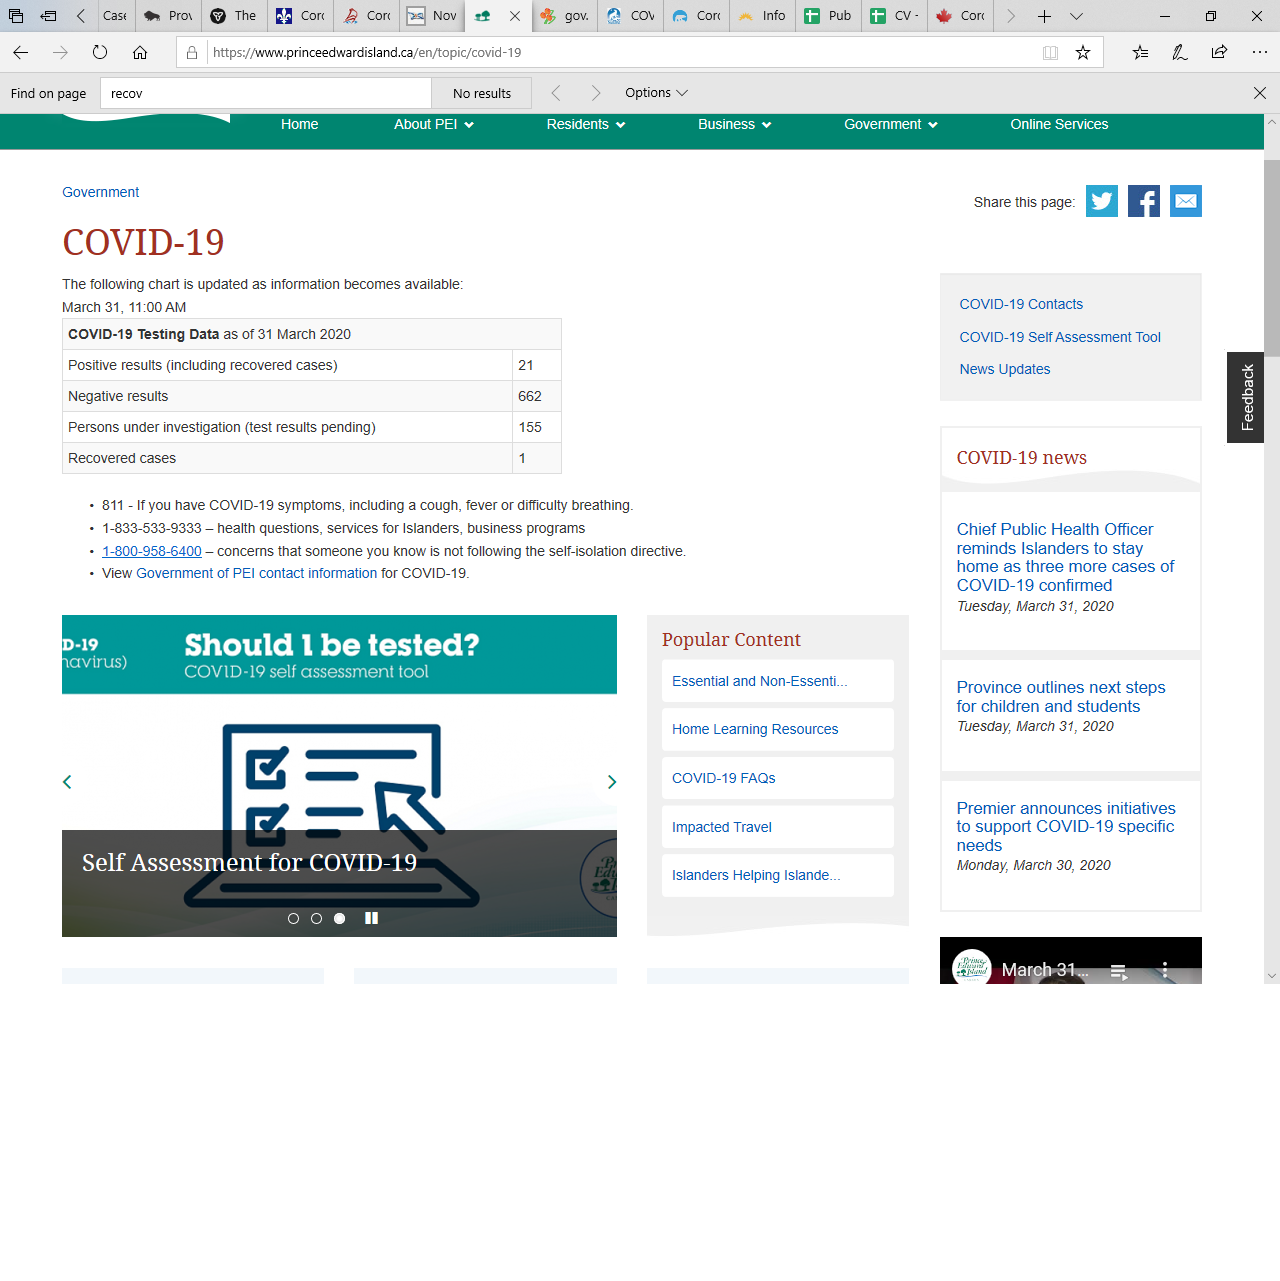 Case
Prov
The
Corc
Corc
Nov
gov.
COV
Corc
Info
Pub
CV -
Corc
https://www.princeedwardisland.ca/en/topic/covid-19
Find on page
recov
No results
Options
Home
About PEI
Residents
Business
Government
Online Services
Government
Share this page:
COVID-19
The following chart is updated as information becomes available:
March 31, 11:00 AM
COVID-19 Testing Data as of 31 March 2020
Positive results (including recovered cases) 21
Negative results 662
Persons under investigation (test results pending) 155
Recovered cases 1
• 811 - If you have COVID-19 symptoms, including a cough, fever or difficulty breathing.
• 1-833-533-9333 – health questions, services for Islanders, business programs
• 1-800-958-6400 – concerns that someone you know is not following the self-isolation directive.
• View Government of PEI contact information for COVID-19.
D-19
navirus)
Should I be tested?
COVID-19 self assessment tool
Self Assessment for COVID-19
Popular Content
Essential and Non-Essenti...
Home Learning Resources
COVID-19 FAQs
Impacted Travel
Islanders Helping Islande...
COVID-19 Contacts
COVID-19 Self Assessment Tool
News Updates
Feedback
COVID-19 news
Chief Public Health Officer
reminds Islanders to stay
home as three more cases of
COVID-19 confirmed
Tuesday, March 31, 2020
Province outlines next steps
for children and students
Tuesday, March 31, 2020
Premier announces initiatives
to support COVID-19 specific
needs
Monday, March 30, 2020
Prince
Edward
Island
March 31...